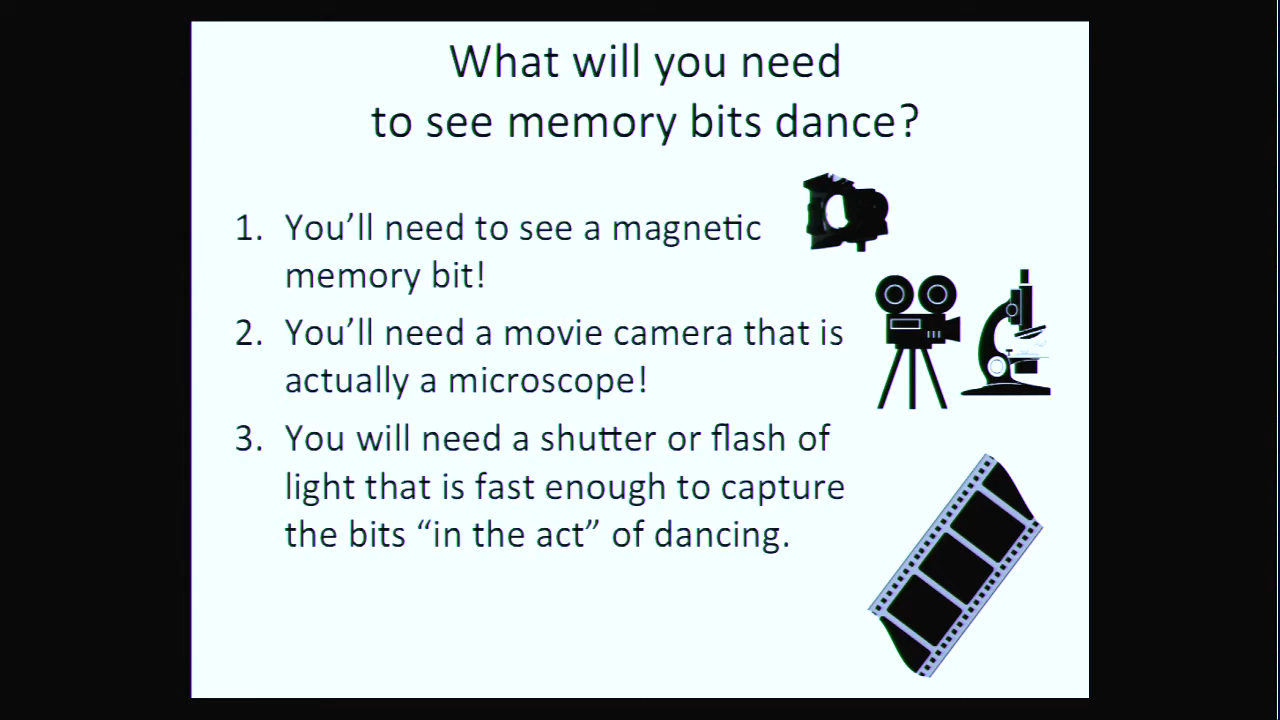 What will you need
to see memory bits dance?
1. You’ll need to see a magnetic
memory bit!
2. You’ll need a movie camera that is
actually a microscope!
3. You will need a shutter or flash of
light that is fast enough to capture
the bits “in the act” of dancing.